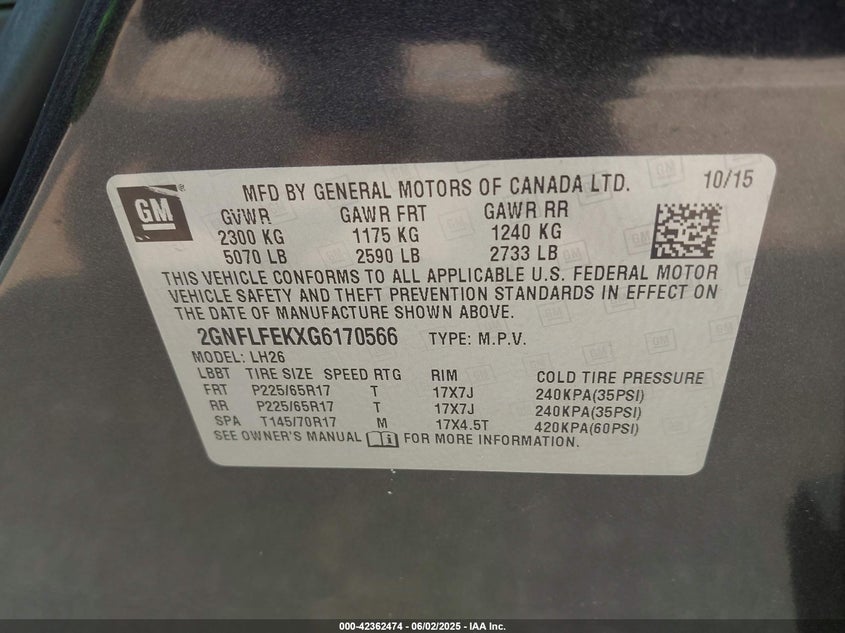 GM
MFD BY GENERAL MOTORS OF CANADA LTD. 10/15
GVWR GAWR FRT GAWR RR
2300 KG 1175 KG 1240 KG
5070 LB 2590 LB 2733 LB
THIS VEHICLE CONFORMS TO ALL APPLICABLE U.S. FEDERAL MOTOR
VEHICLE SAFETY AND THEFT PREVENTION STANDARDS IN EFFECT ON
THE DATE OF MANUFACTURE SHOWN ABOVE.
2GNFLFEKXG6170566 TYPE: M.P.V.
MODEL: LH26
LBBT TIRE SIZE SPEED RTG RIM COLD TIRE PRESSURE
FRT P225/65R17 T 17X7J 240KPA(35PSI)
RR P225/65R17 T 17X7J 240KPA(35PSI)
SPA T145/70R17 M 17X4.5T 420KPA(60PSI)
SEE OWNER'S MANUAL FOR MORE INFORMATION.
000-42362474 - 06/02/2025 - IAA Inc.